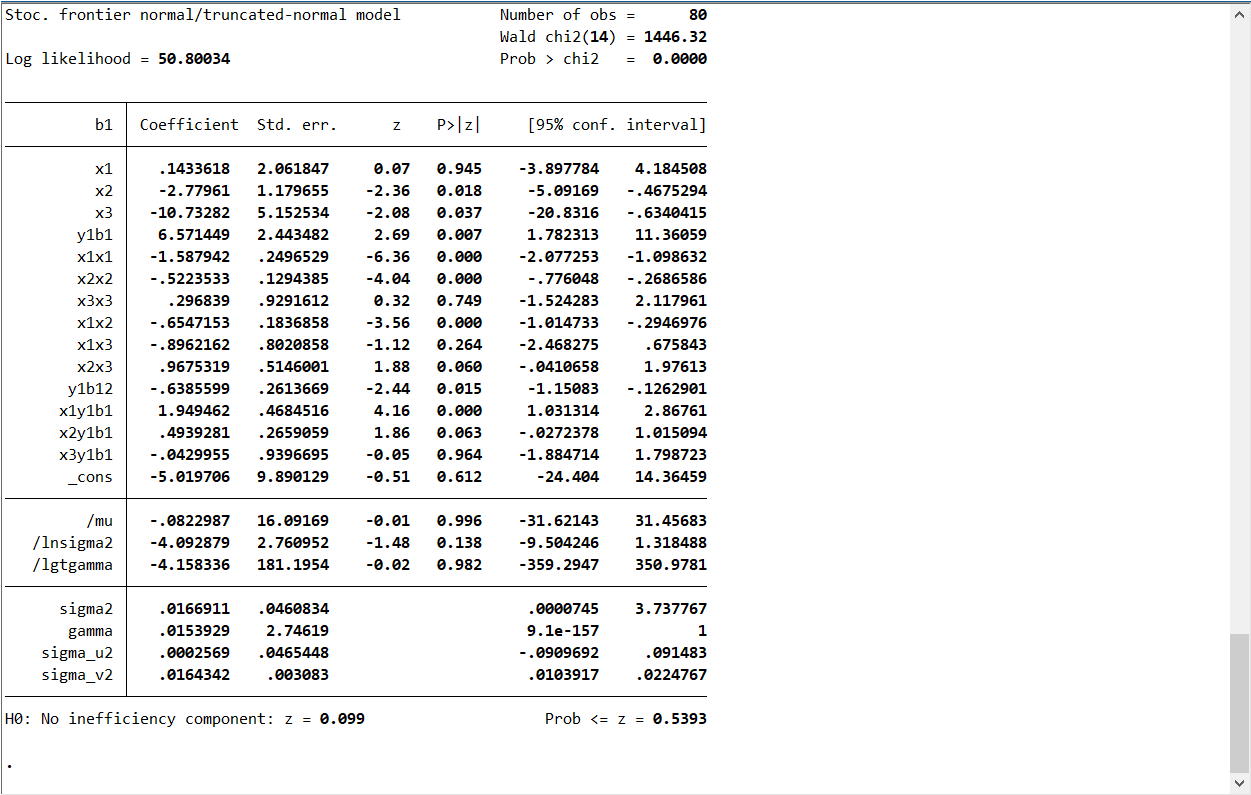 Stoc. frontier normal/truncated-normal model Number of obs = 80
Wald chi2(14) = 1446.32
Log likelihood = 50.80034 Prob > chi2 = 0.0000
b1 Coefficient Std. err. z P>|z| [95% conf. interval]
x1 .1433618 2.061847 0.07 0.945 -3.897784 4.184508
x2 -2.77961 1.179655 -2.36 0.018 -5.09169 -.4675294
x3 -10.73282 5.152534 -2.08 0.037 -20.8316 -.6340415
y1b1 6.571449 2.443482 2.69 0.007 1.782313 11.36059
x1x1 -1.587942 .2496529 -6.36 0.000 -2.077253 -1.098632
x2x2 -.5223533 .1294385 -4.04 0.000 -.776048 -.2686586
x3x3 .296839 .9291612 0.32 0.749 -1.524283 2.117961
x1x2 -.6547153 .1836858 -3.56 0.000 -1.014733 -.2946976
x1x3 -.8962162 .8020858 -1.12 0.264 -2.468275 .675843
x2x3 .9675319 .5146001 1.88 0.060 -.0410658 1.97613
y1b12 -.6385599 .2613669 -2.44 0.015 -1.15083 -.1262901
x1y1b1 1.949462 .4684516 4.16 0.000 1.031314 2.86761
x2y1b1 .4939281 .2659059 1.86 0.063 -.0272378 1.015094
x3y1b1 -.0429955 .9396695 -0.05 0.964 -1.884714 1.798723
_cons -5.019706 9.890129 -0.51 0.612 -24.404 14.36459
/mu -.0822987 16.09169 -0.01 0.996 -31.62143 31.45683
/lnsigma2 -4.092879 2.760952 -1.48 0.138 -9.504246 1.318488
/lgtgamma -4.158336 181.1954 -0.02 0.982 -359.2947 350.9781
sigma2 .0166911 .0460834 .0000745 3.737767
gamma .0153929 2.74619 9.1e-157 1
sigma_u2 .0002569 .0465448 -.0909692 .091483
sigma_v2 .0164342 .003083 .0103917 .0224767
H0: No inefficiency component: z = 0.099 Prob <= z = 0.5393
.